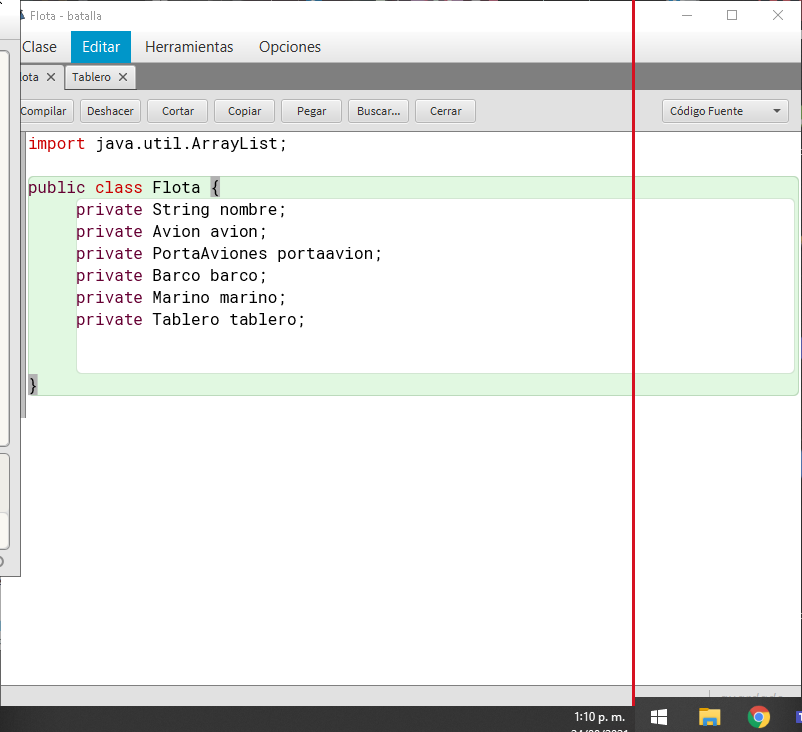 Flota - batalla
Clase Editar Herramientas Opciones
Tablero
Compilar Deshacer Cortar Copiar Pegar Buscar... Cerrar Código Fuente
import java.util.ArrayList;
public class Flota {
private String nombre;
private Avion avion;
private PortaAviones portaavion;
private Barco barco;
private Marino marino;
private Tablero tablero;
}
1:10 p. m.